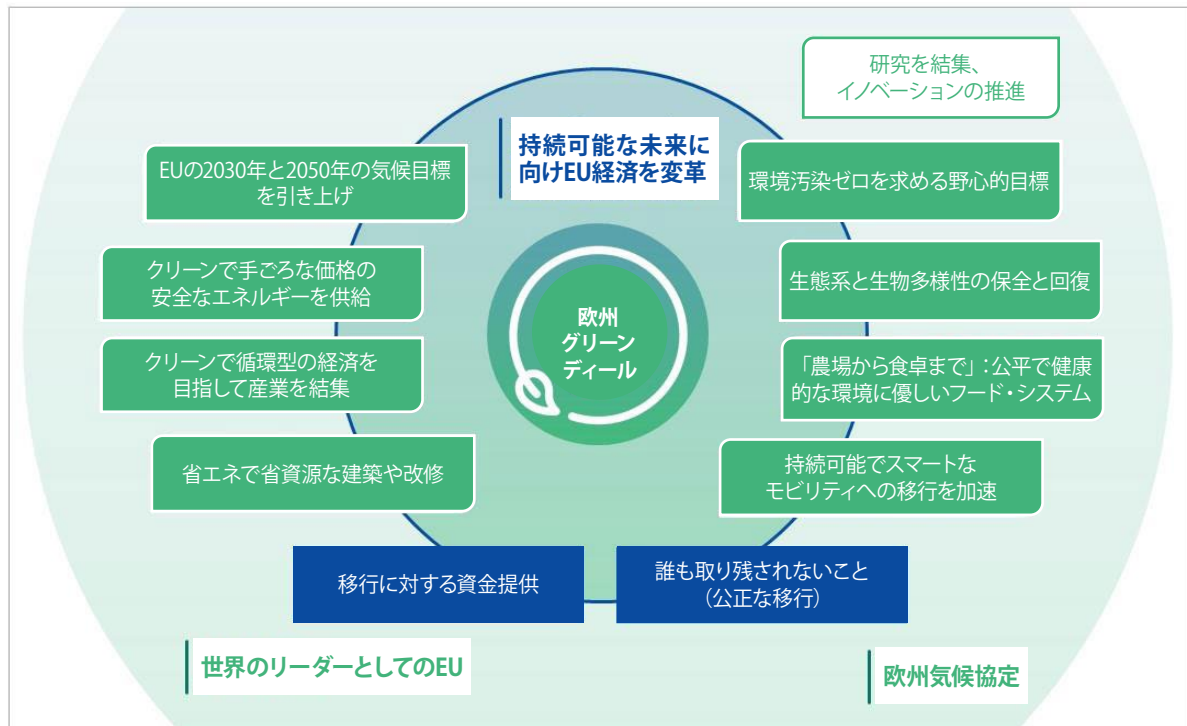 研究を結集、
イノベーションの推進
持続可能な未来に
向けEU経済を変革
EUの2030年と2050年の気候目標
を引き上げ
環境汚染ゼロを求める野心的目標
クリーンで手ごろな価格の
安全なエネルギーを供給
生態系と生物多様性の保全と回復
欧州
グリーン
ディール
クリーンで循環型の経済を
目指して産業を結集
「農場から食卓まで」：公平で健康
的な環境に優しいフード・システム
省エネで省資源な建築や改修
持続可能でスマートな
モビリティへの移行を加速
移行に対する資金提供
誰も取り残されないこと
（公正な移行）
世界のリーダーとしてのEU
欧州気候協定